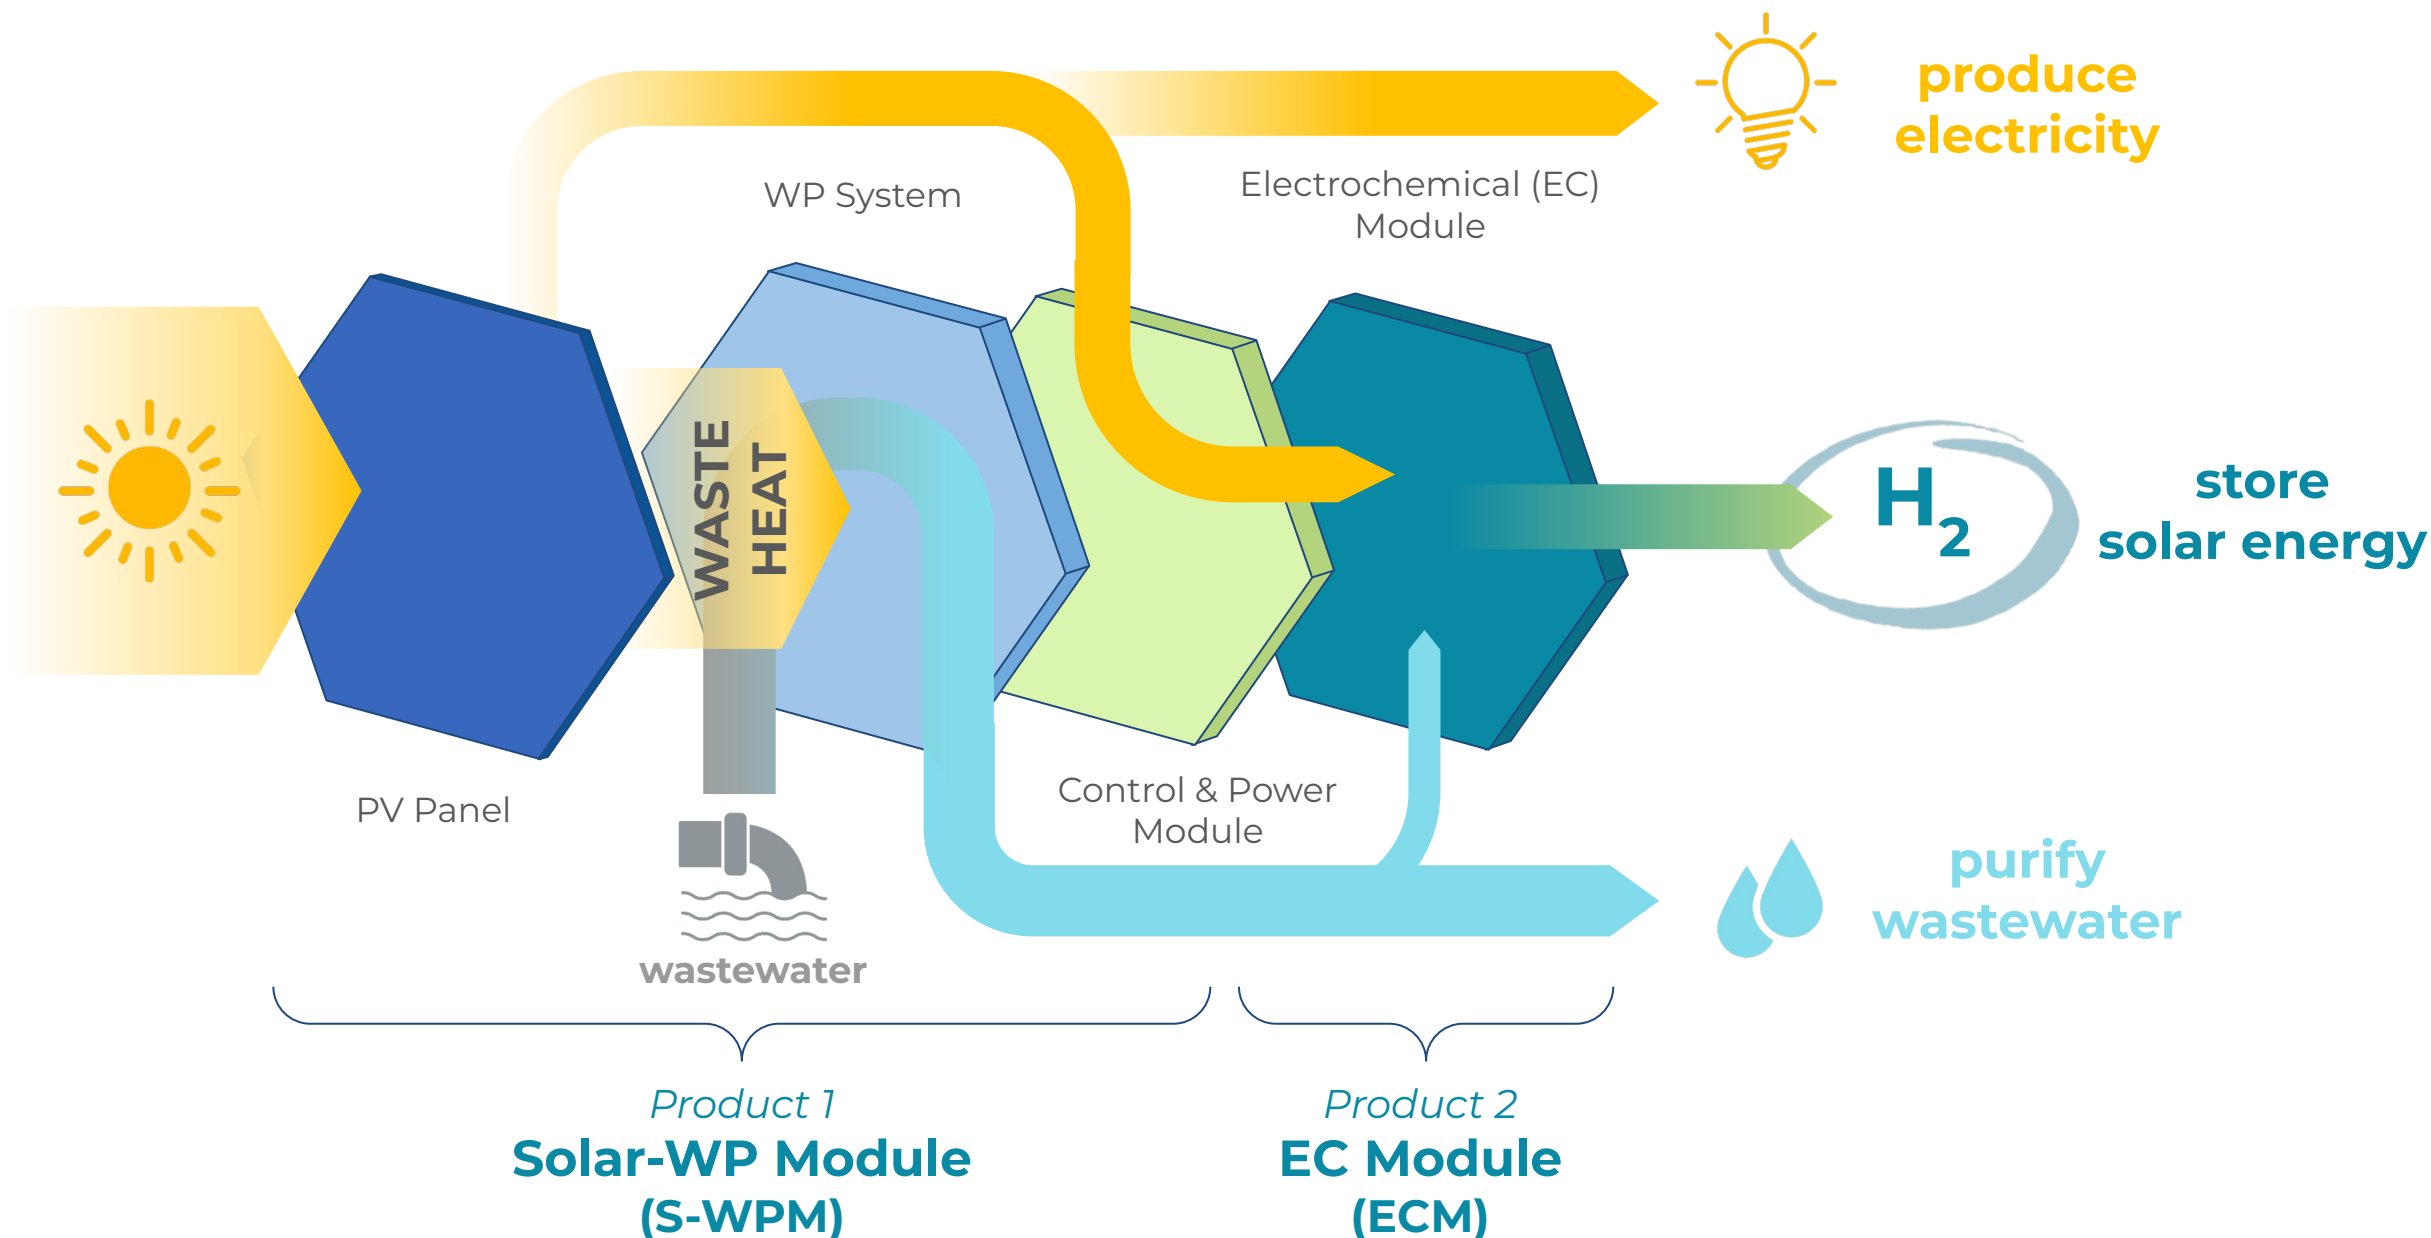 produce
electricity
WP System
Electrochemical (EC)
Module
WASTE
HEAT
H2
store
solar energy
PV Panel
Control & Power
Module
wastewater
purify
wastewater
Product 1
Solar-WP Module
(S-WPM)
Product 2
EC Module
(ECM)